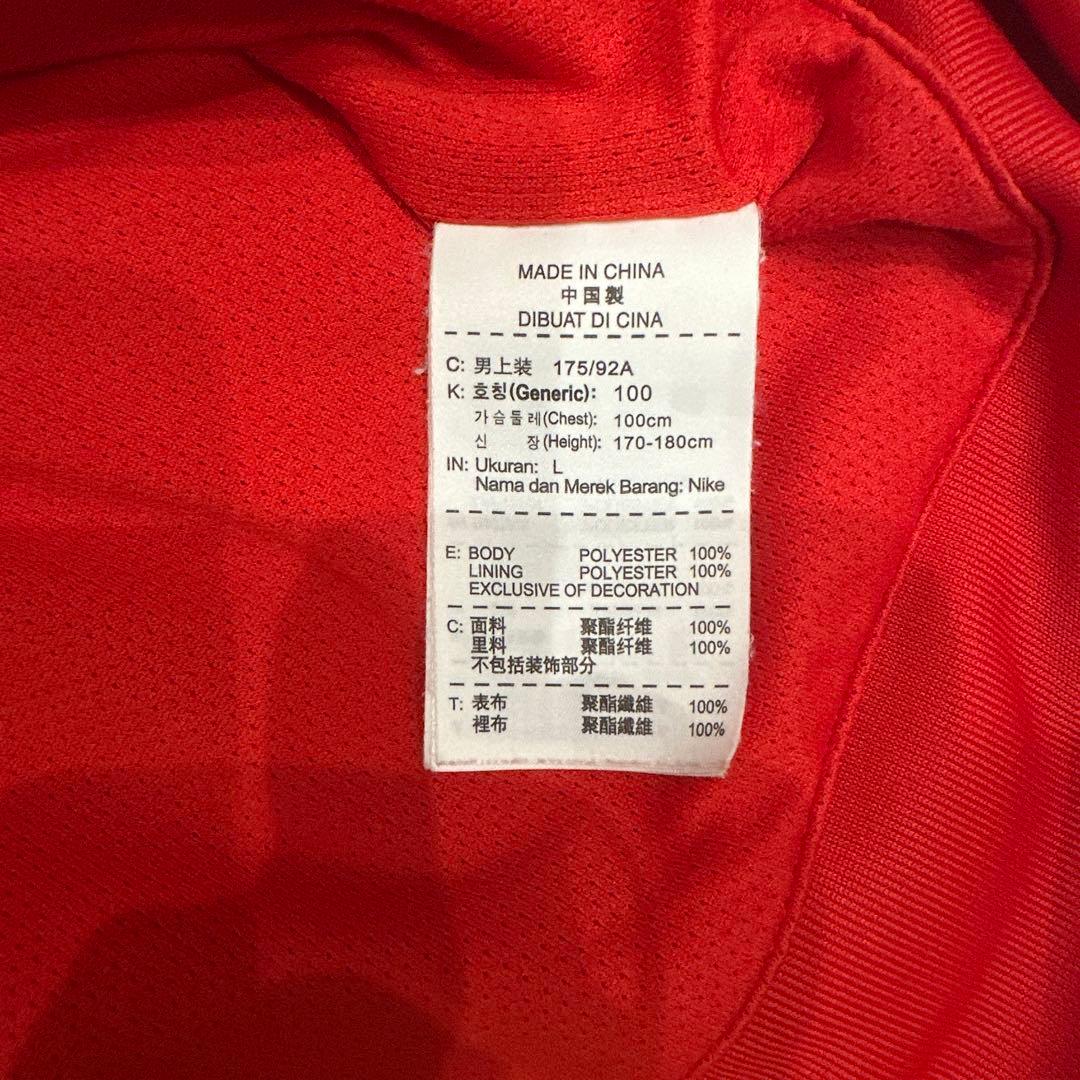 MADE IN CHINA
中国製
DIBUAT DI CINA
C: 男上装 175/92A
K: 호칭(Generic): 100
가슴둘레(Chest): 100cm
신 장(Height): 170-180cm
IN: Ukuran: L
Nama dan Merek Barang: Nike
E: BODY POLYESTER 100%
LINING POLYESTER 100%
EXCLUSIVE OF DECORATION
C: 面料 聚酯纤维 100%
里料 聚酯纤维 100%
不包括装饰部分
T: 表布 聚酯纖維 100%
裡布 聚酯纖維 100%